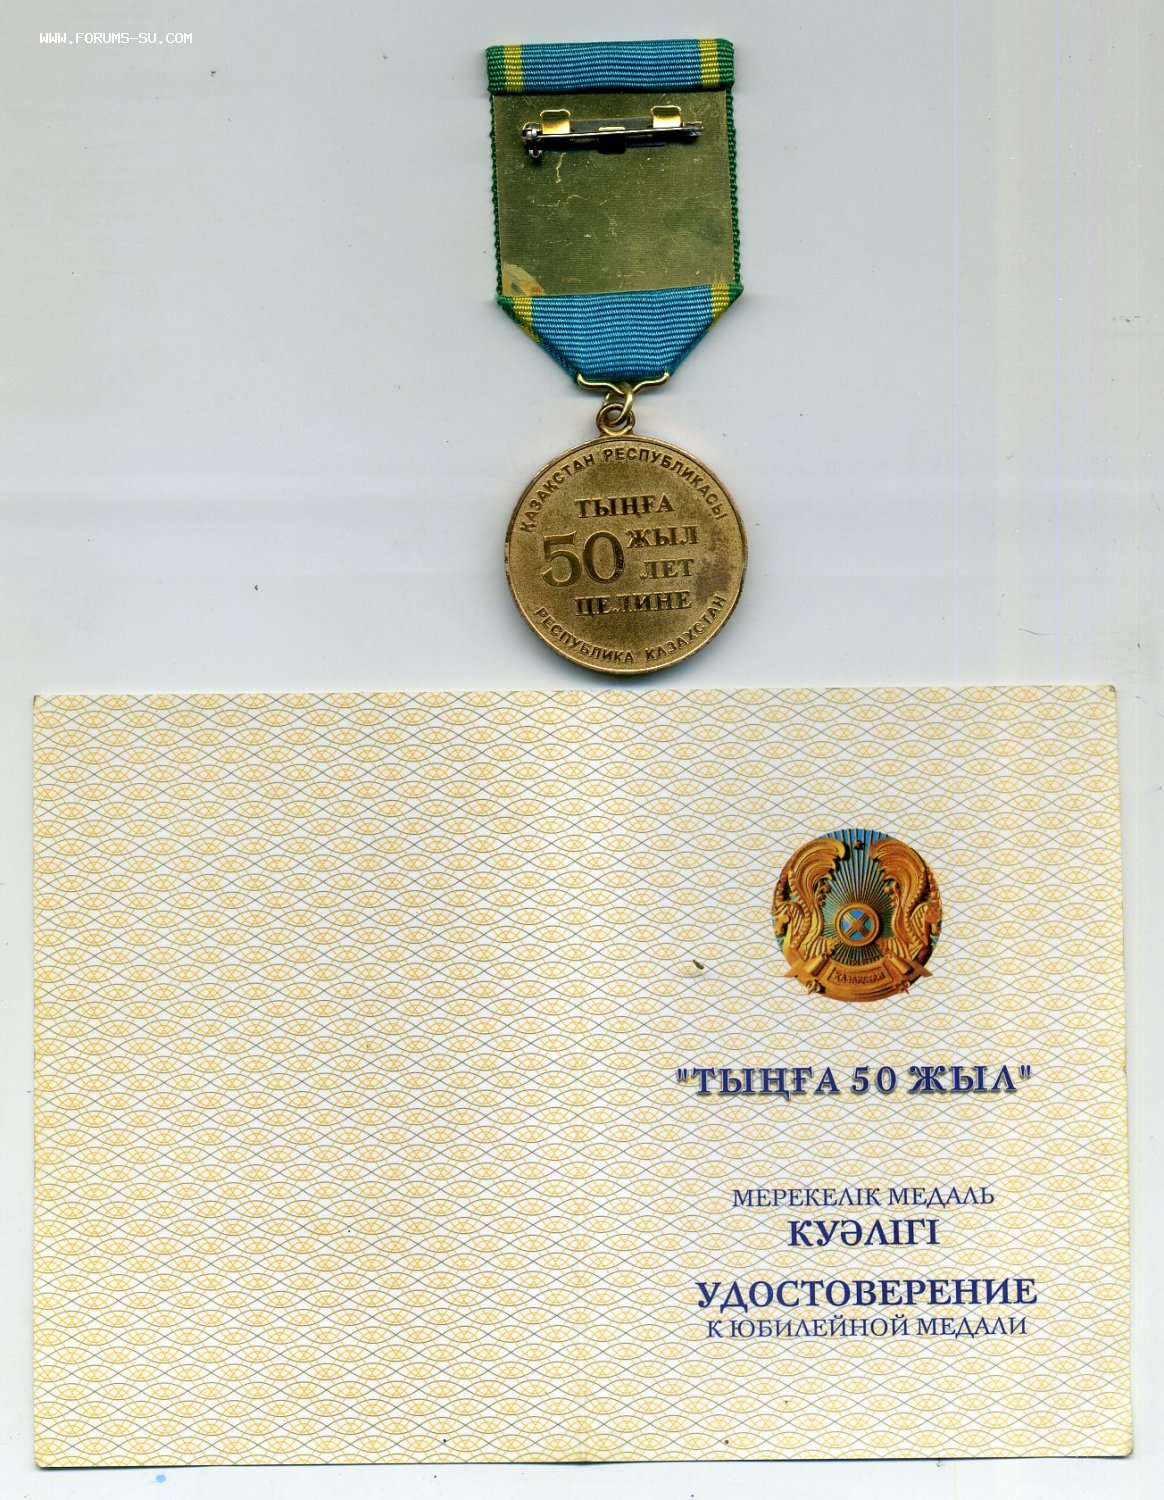 WWW.FORUMS-SU.COM
ҚАЗАҚСТАН РЕСПУБЛИКАСЫ
ТЫҢҒА
50 ЖЫЛ
ЛЕТ
ЦЕЛИНЕ
РЕСПУБЛИКА КАЗАХСТАН
ҚАЗАҚСТАН
"ТЫҢҒА 50 ЖЫЛ"
МЕРЕКЕЛІК МЕДАЛЬ
КУӘЛІГІ
УДОСТОВЕРЕНИЕ
К ЮБИЛЕЙНОЙ МЕДАЛИ